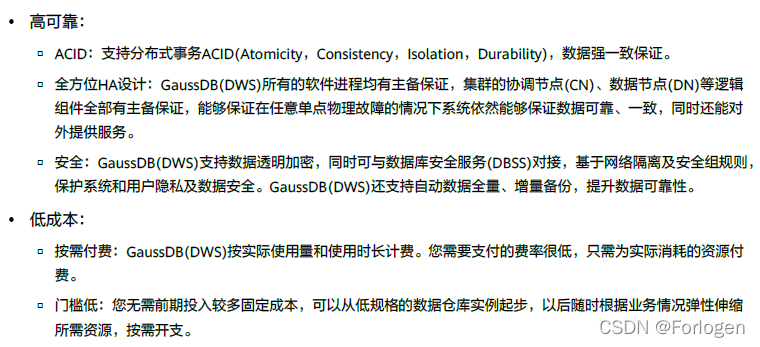 • 高可靠：
▫ ACID：支持分布式事务ACID(Atomicity，Consistency，Isolation，Durability)，数据强一致保证。
▫ 全方位HA设计：GaussDB(DWS)所有的软件进程均有主备保证，集群的协调节点(CN)、数据节点(DN)等逻辑
组件全部有主备保证，能够保证在任意单点物理故障的情况下系统依然能够保证数据可靠、一致，同时还能对
外提供服务。
▫ 安全：GaussDB(DWS)支持数据透明加密，同时可与数据库安全服务(DBSS)对接，基于网络隔离及安全组规则，
保护系统和用户隐私及数据安全。GaussDB(DWS)还支持自动数据全量、增量备份，提升数据可靠性。
• 低成本：
▫ 按需付费：GaussDB(DWS)按实际使用量和使用时长计费。您需要支付的费率很低，只需为实际消耗的资源付
费。
▫ 门槛低：您无需前期投入较多固定成本，可以从低规格的数据仓库实例起步，以后随时根据业务情况弹性伸缩
所需资源，按需开支。
CSDN @Forlogen